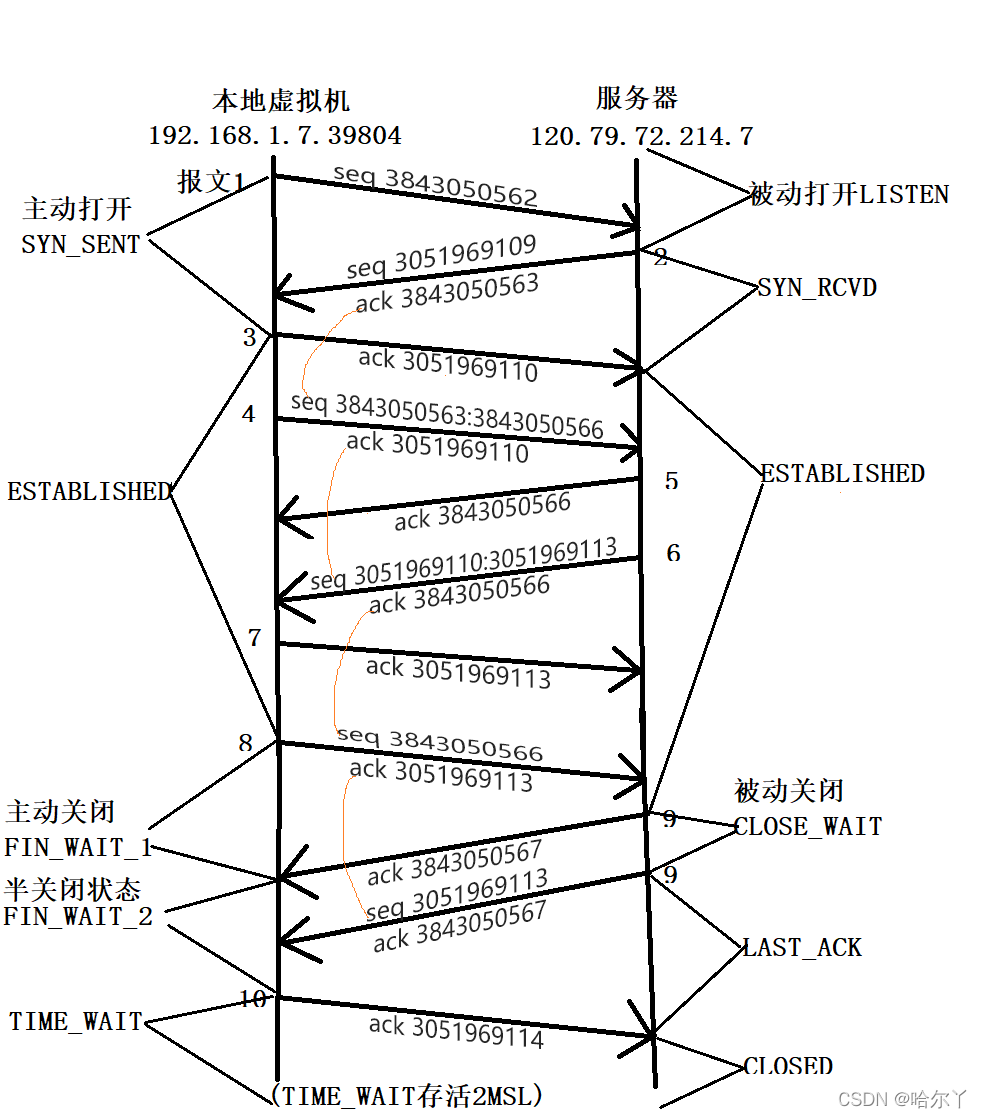 本地虚拟机
服务器
192.168.1.7.39804
120.79.72.214.7
报文1
seq 3843050562
主动打开
SYN_SENT
被动打开LISTEN
seq 3051969109
2
ack 3843050563
SYN_RCVD
3
ack 3051969110
4
seq 3843050563:3843050566
ack 3051969110
ESTABLISHED
ESTABLISHED
5
ack 3843050566
6
seq 3051969110:3051969113
ack 3843050566
7
ack 3051969113
8
seq 3843050566
ack 3051969113
主动关闭
FIN_WAIT_1
被动关闭
9
CLOSE_WAIT
ack 3843050567
半关闭状态
FIN_WAIT_2
9
seq 3051969113
ack 3843050567
LAST_ACK
10
TIME_WAIT
ack 3051969114
CLOSED
(TIME_WAIT存活2MSL)
CSDN @哈尔丫